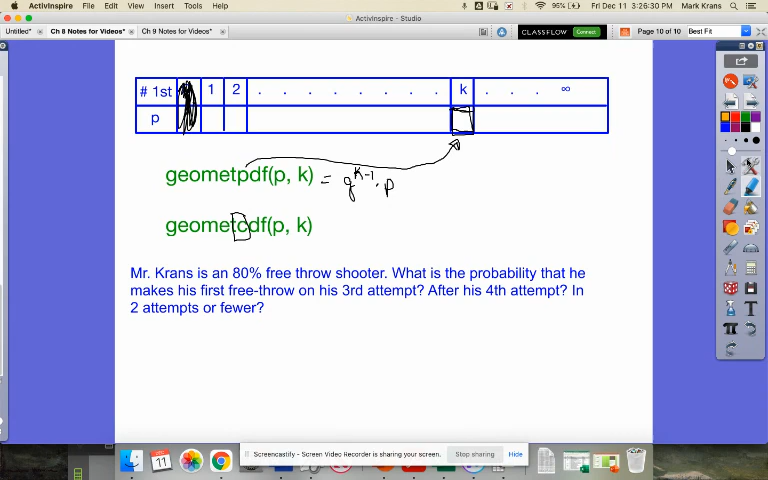 ActivInspire File Edit View Insert Tools Help 95% Fri Dec 11 3:26:30 PM Mark Krans
ActivInspire - Studio
Untitled* Ch 8 Notes for Videos* Ch 9 Notes for Videos* CLASSFLOW Connect Page 10 of 10 Best Fit
# 1st 1 2 . . . . . . . . k . . . ∞
p
geometpdf(p, k) = q^(k-1) · p
geometcdf(p, k)
Mr. Krans is an 80% free throw shooter. What is the probability that he
makes his first free-throw on his 3rd attempt? After his 4th attempt? In
2 attempts or fewer?
Screencastify - Screen Video Recorder is sharing your screen. Stop sharing Hide
11